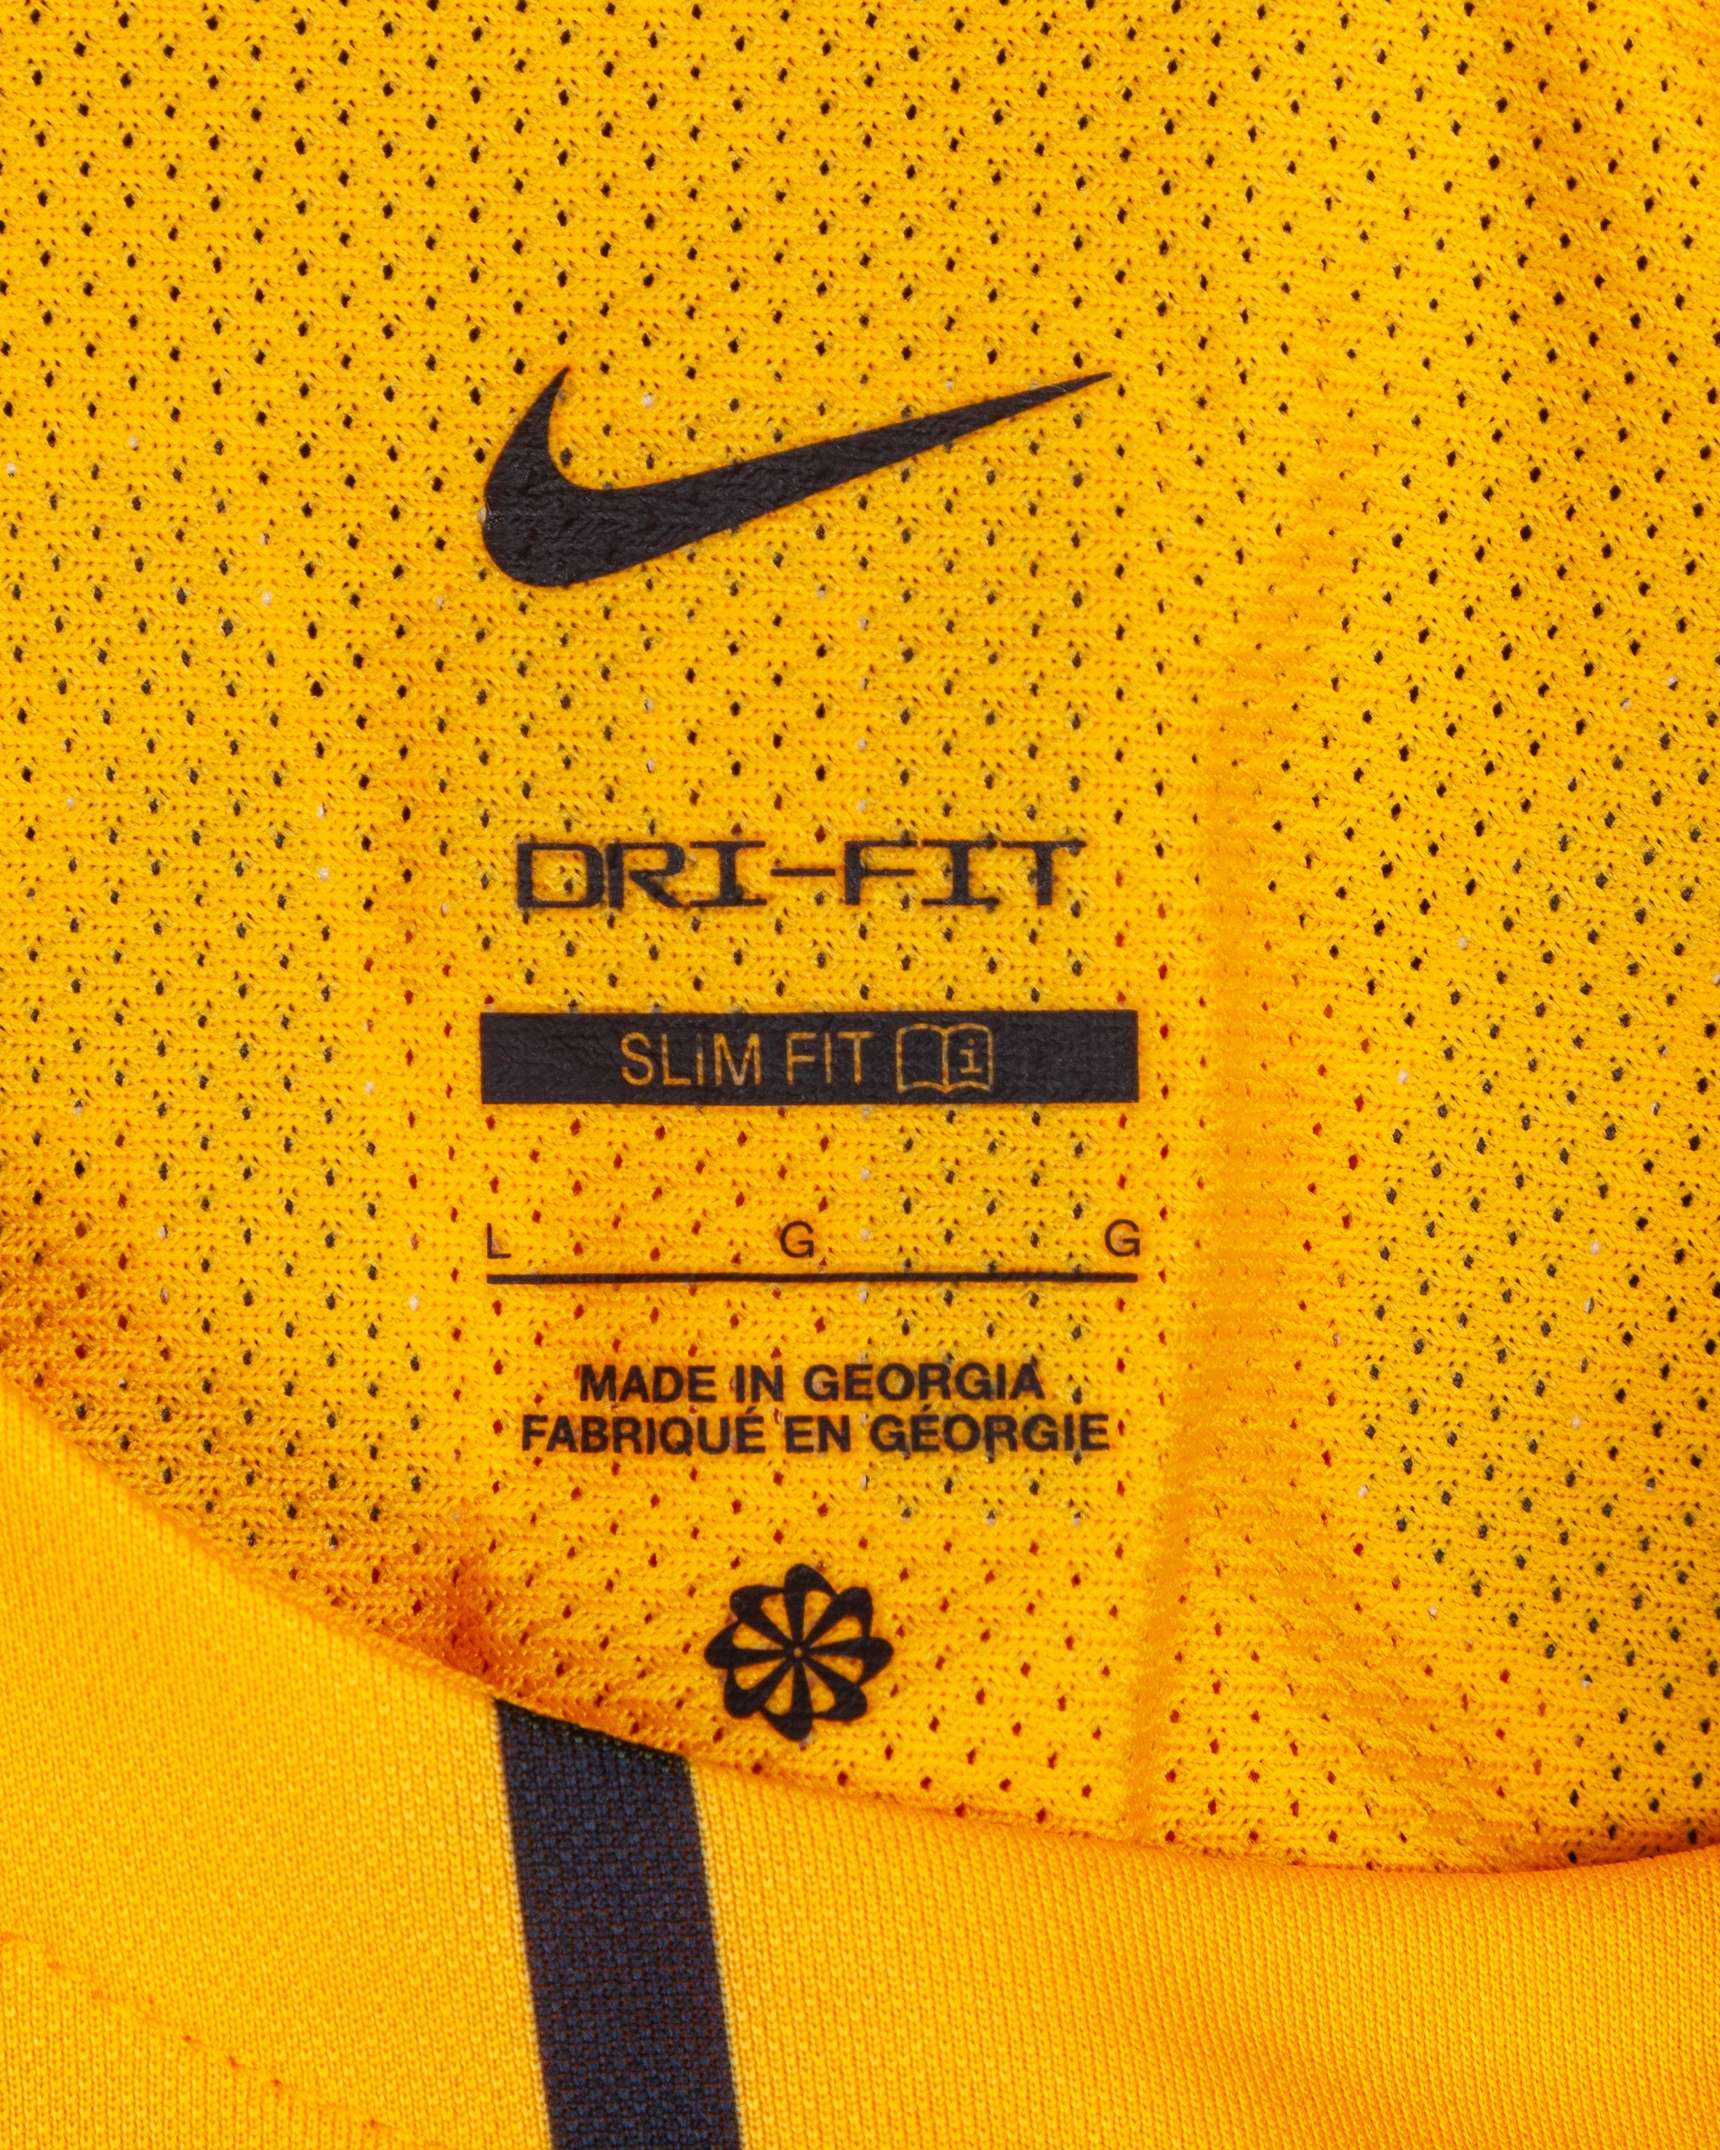 DRI-FIT
SLIM FIT i
L G G
MADE IN GEORGIA
FABRIQUÉ EN GÉORGIE